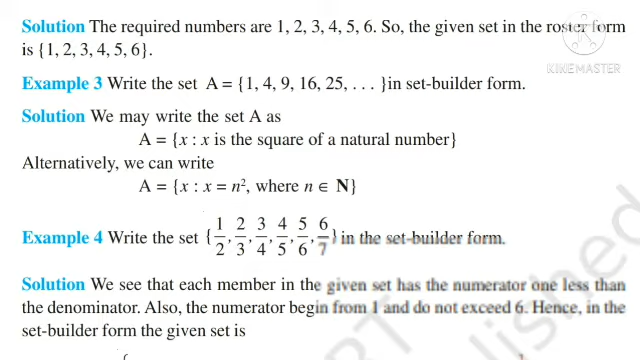 Solution The required numbers are 1, 2, 3, 4, 5, 6. So, the given set in the roster form
is {1, 2, 3, 4, 5, 6}.
KINEMASTER
Example 3 Write the set A = {1, 4, 9, 16, 25, . . . }in set-builder form.
Solution We may write the set A as
A = {x : x is the square of a natural number}
Alternatively, we can write
A = {x : x = n², where n ∈ N}
Example 4 Write the set {1/2, 2/3, 3/4, 4/5, 5/6, 6/7} in the set-builder form.
Solution We see that each member in the given set has the numerator one less than
the denominator. Also, the numerator begin from 1 and do not exceed 6. Hence, in the
set-builder form the given set is